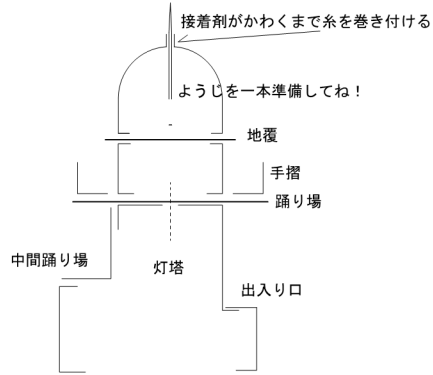 接着剤がかわくまで糸を巻き付ける
ようじを一本準備してね！
地覆
手摺
踊り場
中間踊り場
灯塔
出入り口